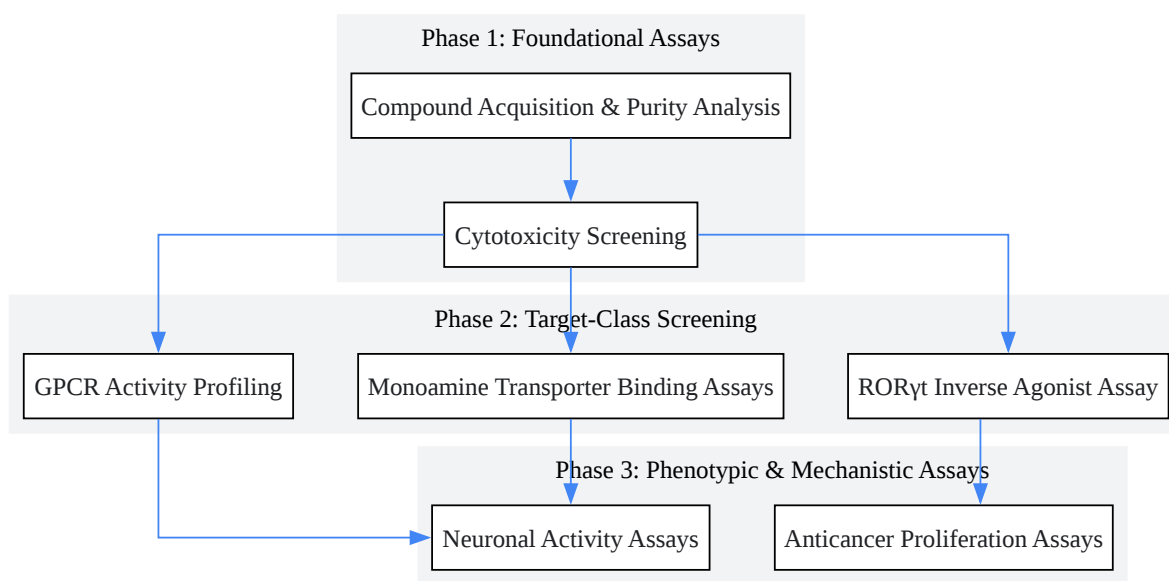 Phase 1: Foundational Assays
Compound Acquisition & Purity Analysis
Cytotoxicity Screening
Phase 2: Target-Class Screening
GPCR Activity Profiling
Monoamine Transporter Binding Assays
RORγt Inverse Agonist Assay
Phase 3: Phenotypic & Mechanistic Assays
Neuronal Activity Assays
Anticancer Proliferation Assays